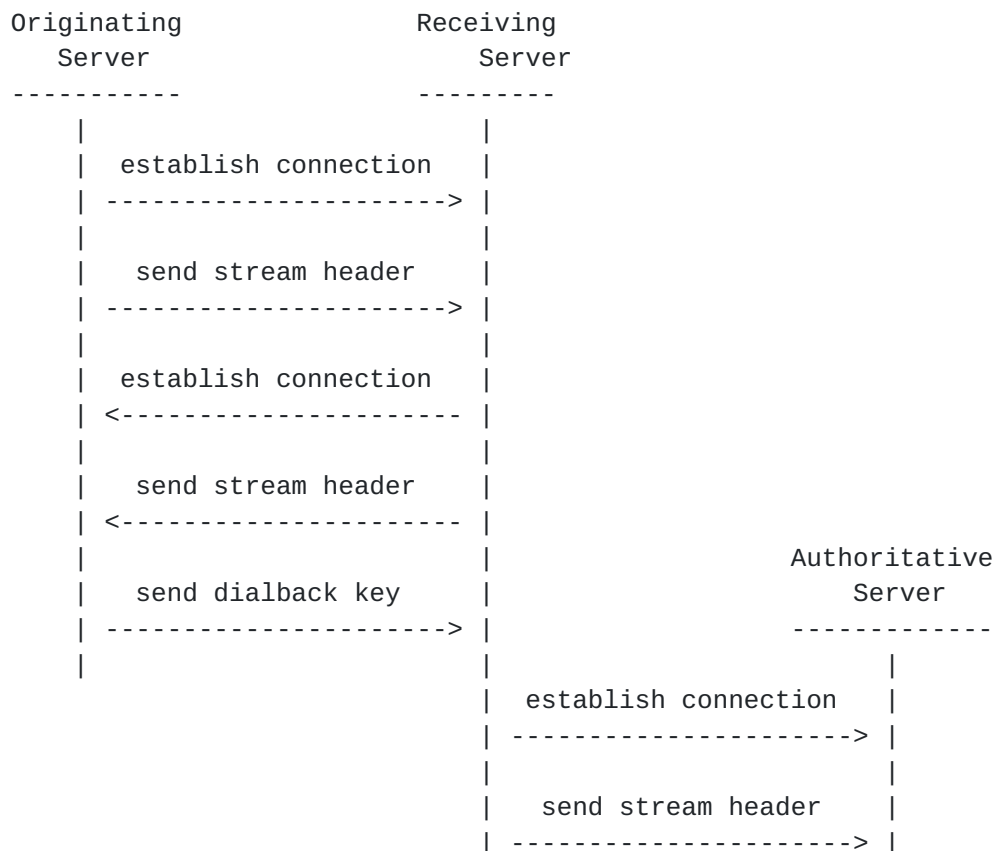 Originating               Receiving
   Server                     Server
-----------               ---------
    |                          |
    |  establish connection    |
    | ----------------------> |
    |                          |
    |   send stream header     |
    | ----------------------> |
    |                          |
    |  establish connection    |
    | <---------------------- |
    |                          |
    |   send stream header     |
    | <---------------------- |
    |                          |                   Authoritative
    |   send dialback key      |                       Server
    | ----------------------> |                   -------------
    |                          |                         |
                               |  establish connection   |
                               | ----------------------> |
                               |                         |
                               |   send stream header    |
                               | ----------------------> |